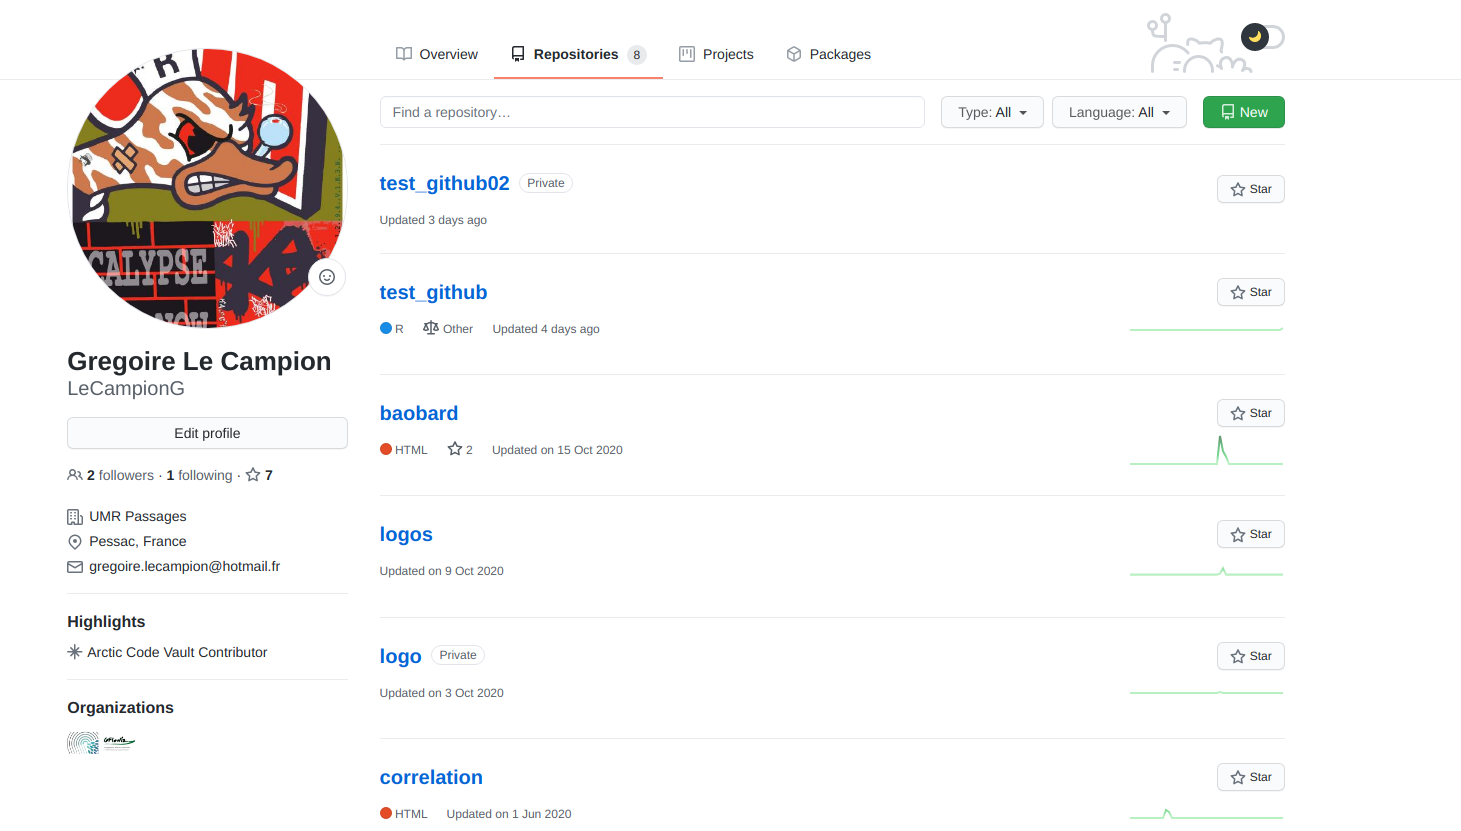 Overview
Repositories 8
Projects
Packages
Find a repository…
Type: All
Language: All
New
R
CALYPSE
NOW
Gregoire Le Campion
LeCampionG
Edit profile
2 followers · 1 following · 7
UMR Passages
Pessac, France
gregoire.lecampion@hotmail.fr
Highlights
Arctic Code Vault Contributor
Organizations
test_github02 Private
Star
Updated 3 days ago
test_github
Star
R Other Updated 4 days ago
baobard
Star
HTML 2 Updated on 15 Oct 2020
logos
Star
Updated on 9 Oct 2020
logo Private
Star
Updated on 3 Oct 2020
correlation
Star
HTML Updated on 1 Jun 2020